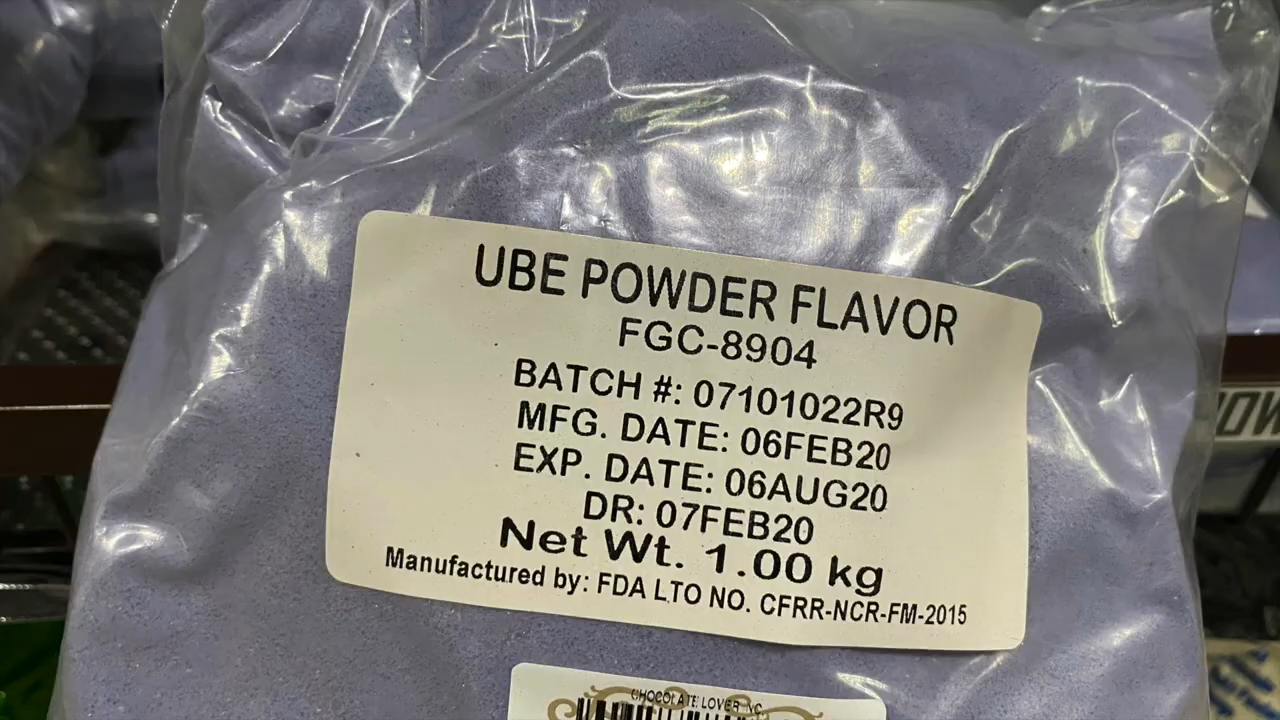 UBE POWDER FLAVOR
FGC-8904
BATCH #: 07101022R9
MFG. DATE: 06FEB20
EXP. DATE: 06AUG20
DR: 07FEB20
Net Wt. 1.00 kg
Manufactured by: FDA LTO NO. CFRR-NCR-FM-2015
CHOCOLATE LOVER INC